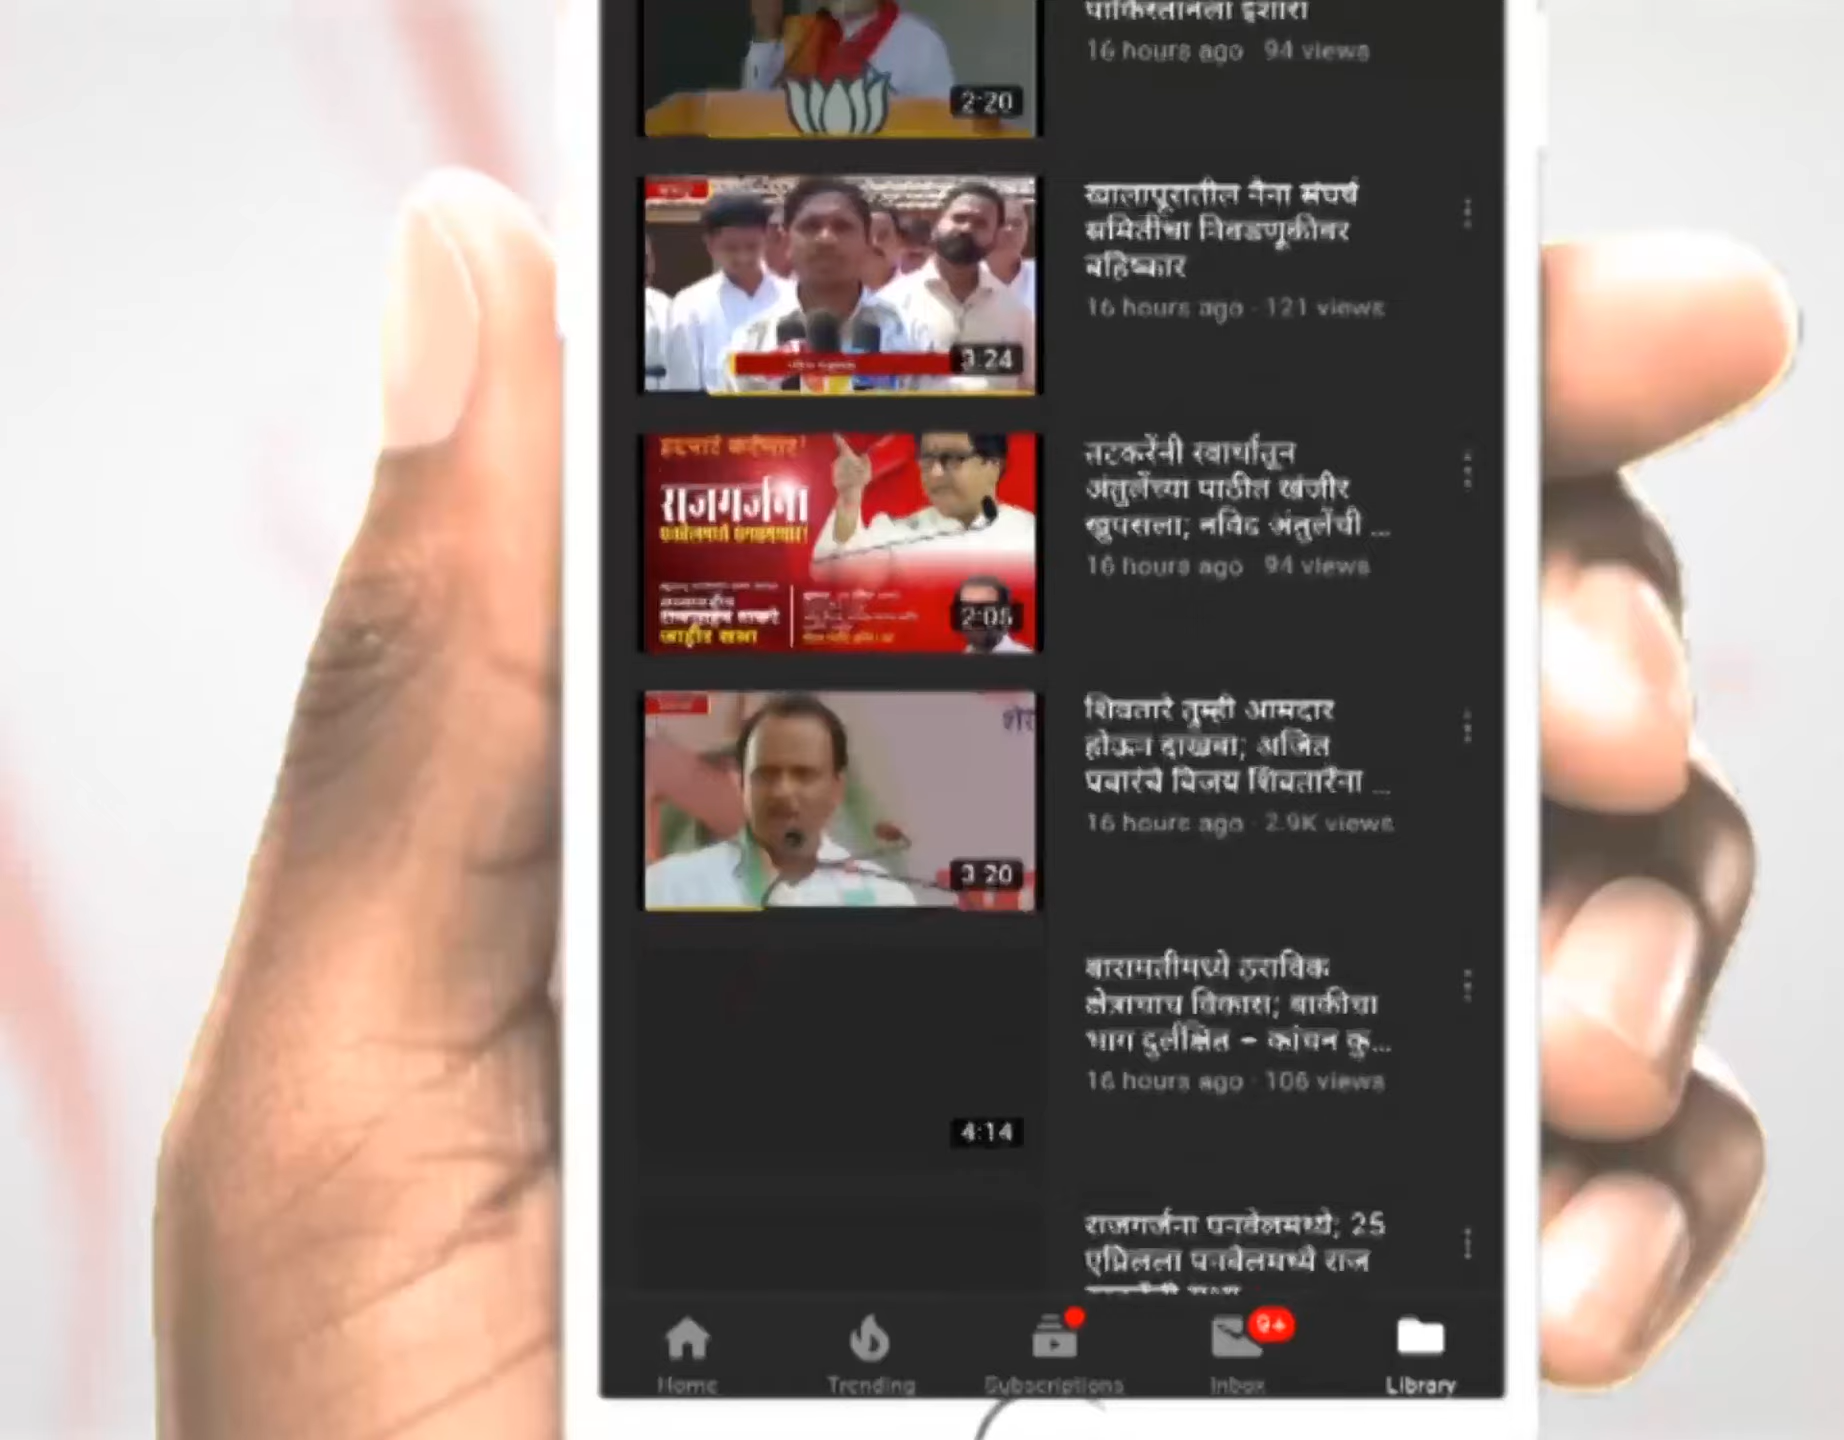 पाकिस्तानला इशारा
16 hours ago · 94 views
2:20
खालापूरातील नैना संघर्ष
समितीचा निवडणूकीवर
बहिष्कार
16 hours ago · 121 views
3:24
हद्दपार करणार!
राजगर्जना
जाहीर सभा
2:05
तटकरेंनी स्वार्थातून
अंतुलेंच्या पाठीत खंजीर
खुपसला; नविद अंतुलेंची ...
16 hours ago · 94 views
3:20
शिवतारे तुम्ही आमदार
होऊन दाखवा; अजित
पवारंचे विजय शिवतारेंना ...
16 hours ago · 2.9K views
बारामतीमध्ये ठराविक
क्षेत्राचाच विकास; बाकीचा
भाग दुर्लक्षित – कांचन कु...
16 hours ago · 106 views
4:14
राजगर्जना पनवेलमध्ये; 25
एप्रिलला पनवेलमध्ये राज
9+
Home Trending Subscriptions Inbox Library